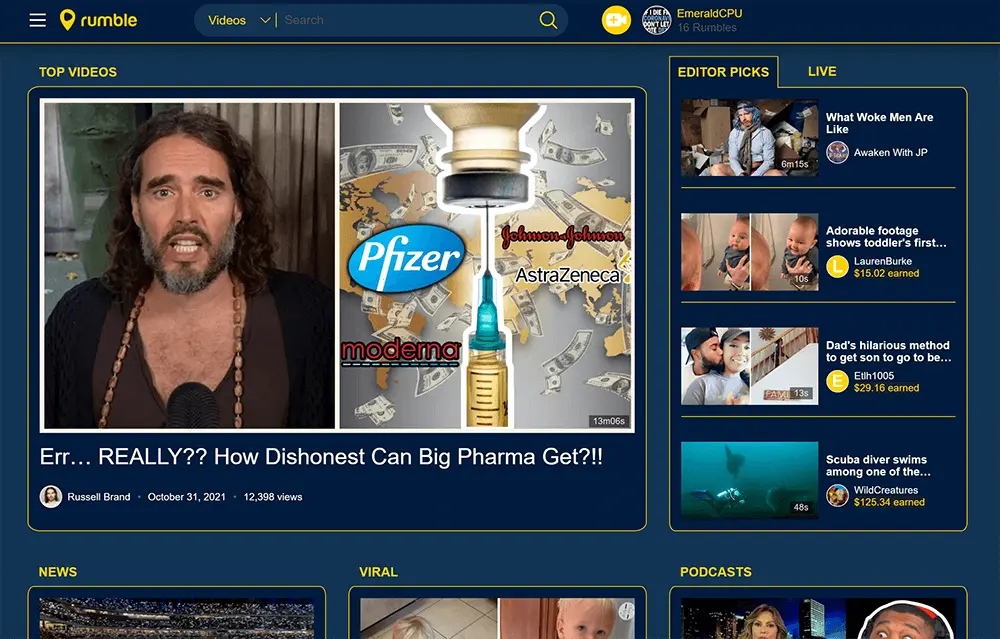 rumble
Videos
Search
EmeraldCPU
16 Rumbles
TOP VIDEOS
EDITOR PICKS
LIVE
Pfizer
Johnson&Johnson
AstraZeneca
moderna
13m06s
Err... REALLY?? How Dishonest Can Big Pharma Get?!!
Russell Brand • October 31, 2021 • 12,398 views
6m15s
What Woke Men Are
Like
Awaken With JP
10s
Adorable footage
shows toddler's first...
L
LaurenBurke
$15.02 earned
13s
Dad's hilarious method
to get son to go to be...
E
Etlh1005
$29.16 earned
48s
Scuba diver swims
among one of the...
WildCreatures
$125.34 earned
NEWS
VIRAL
PODCASTS